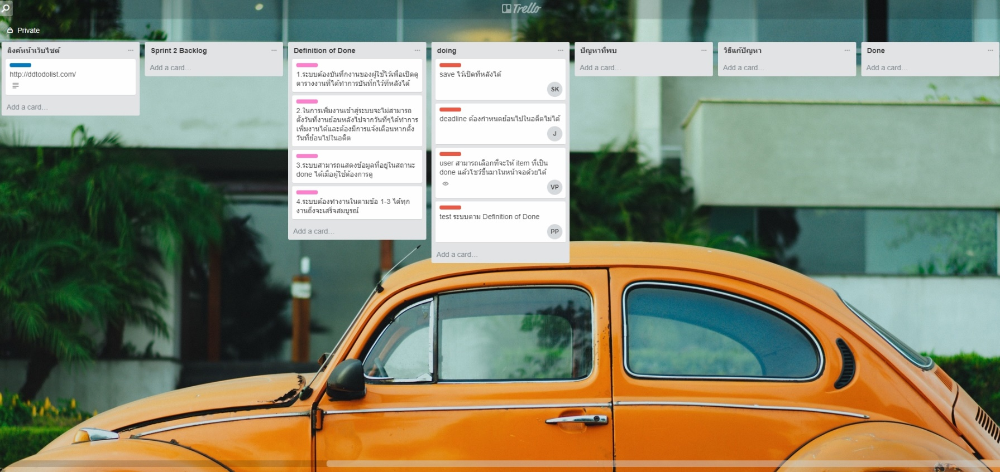 Trello
Private
ลิงค์หน้าเว็บไซต์
http://ddtodolist.com/
Add a card...
Sprint 2 Backlog
Add a card...
Definition of Done
1.ระบบต้องบันทึกงานของผู้ใช้ไว้เพื่อเปิดดู
ตารางงานที่ได้ทำการบันทึกไว้ทีหลังได้
2.ในการเพิ่มงานเข้าสู่ระบบจะไม่สามารถ
ตั้งวันที่งานย้อนหลังไปจากวันที่ๆได้ทำการ
เพิ่มงานได้และต้องมีการแจ้งเตือนหากตั้ง
วันที่ย้อนไปในอดีต
3.ระบบสามารถแสดงข้อมูลที่อยู่ในสถานะ
done ได้เมื่อผู้ใช้ต้องการดู
4.ระบบต้องทำงานในตามข้อ 1-3 ได้ทุก
งานถึงจะเสร็จสมบูรณ์
Add a card...
doing
save ไว้เปิดทีหลังได้
SK
deadline ต้องกำหนดย้อนไปในอดีตไม่ได้
J
user สามารถเลือกที่จะให้ item ที่เป็น
done แล้วโชว์ขึ้นมาในหน้าจอด้วยได้
VP
test ระบบตาม Definition of Done
PP
Add a card...
ปัญหาที่พบ
Add a card...
วิธีแก้ปัญหา
Add a card...
Done
Add a card...